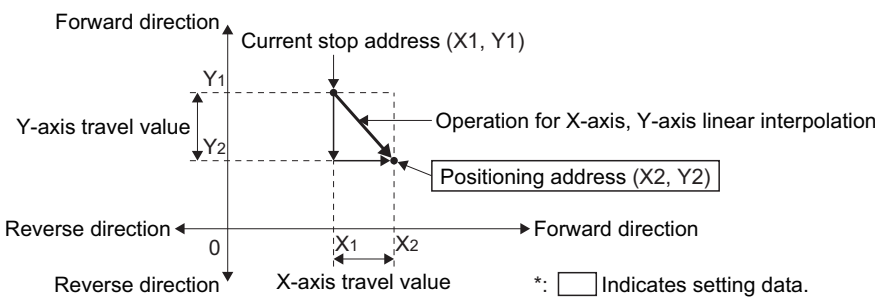 Forward direction
Current stop address (X1, Y1)
Y1
Y-axis travel value
Operation for X-axis, Y-axis linear interpolation
Y2
Positioning address (X2, Y2)
Reverse direction
Forward direction
0
X1
X2
Reverse direction
X-axis travel value
*: Indicates setting data.